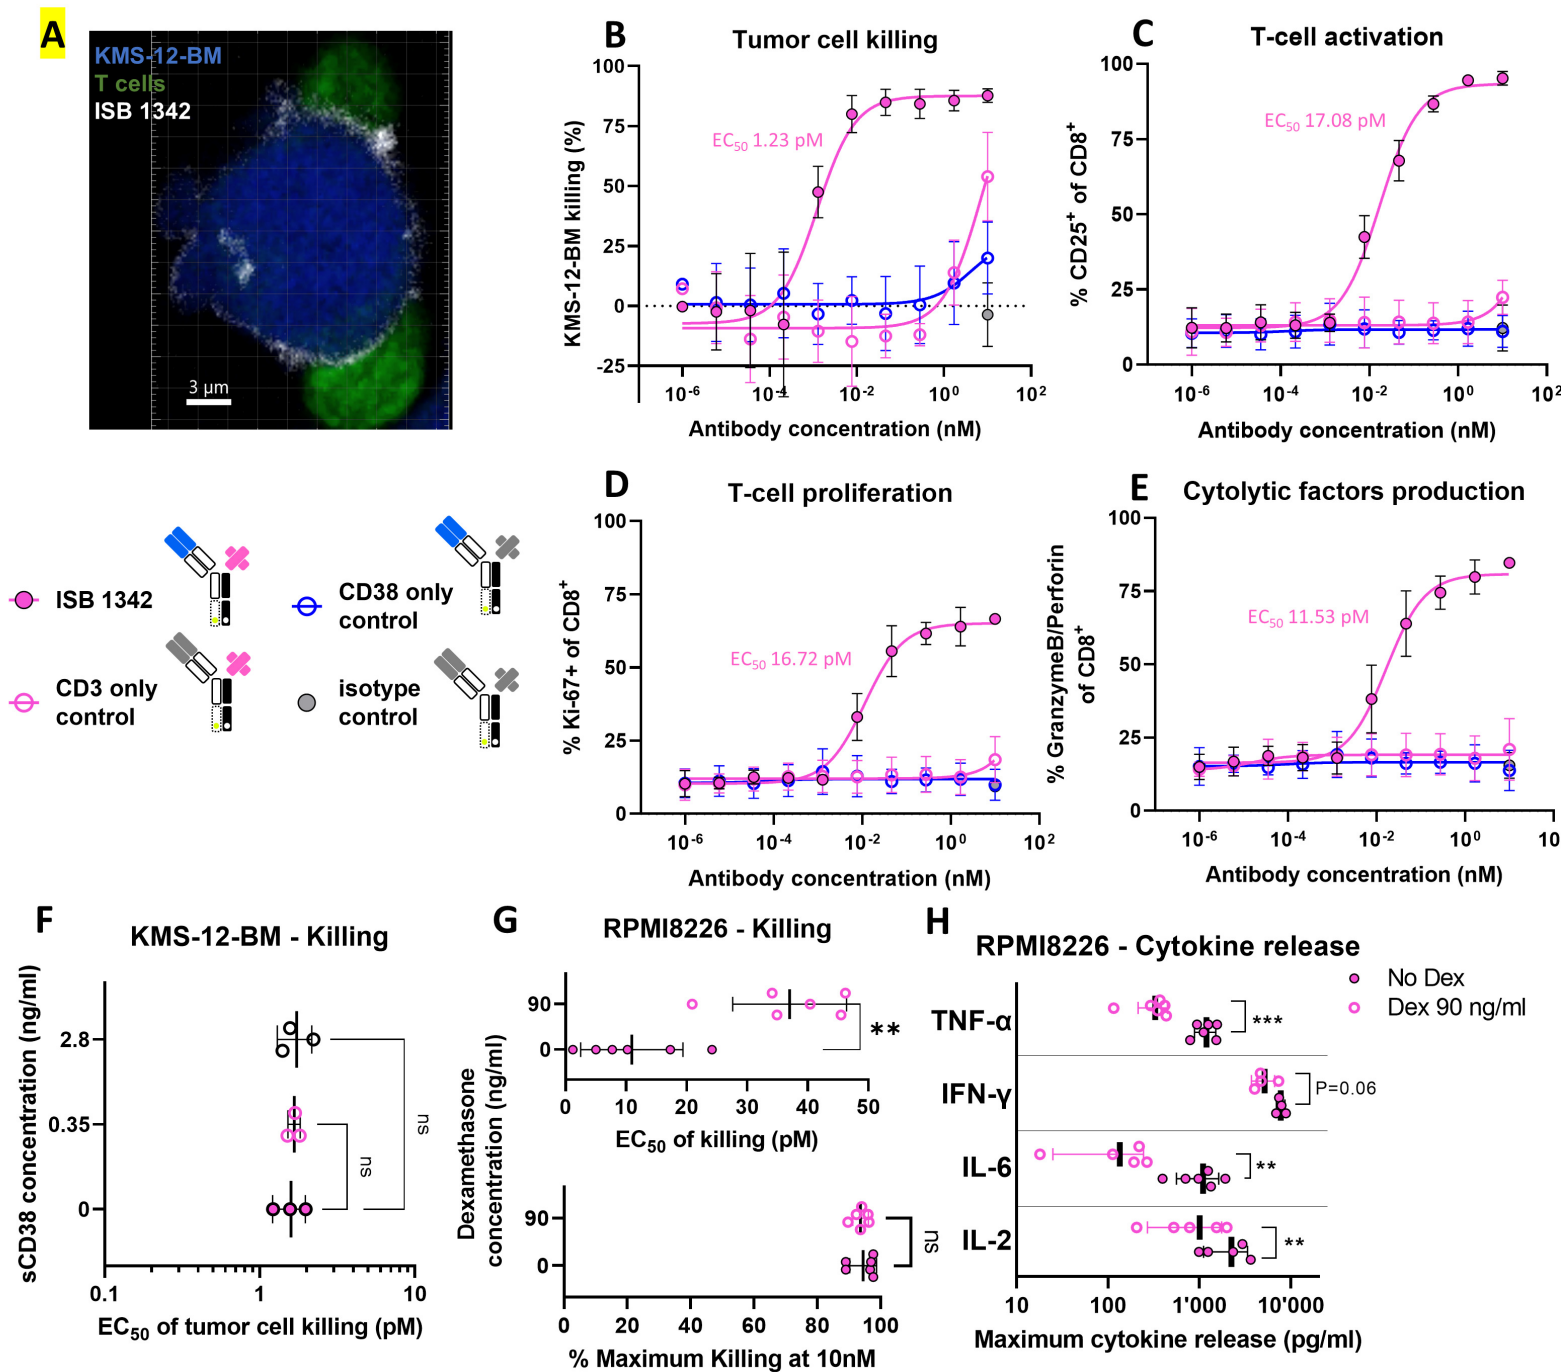 A
KMS-12-BM
T cells
ISB 1342
3 µm
B
Tumor cell killing
KMS-12-BM killing (%)
100
75
50
25
0
-25
EC50 1.23 pM
10-6
10-4
10-2
100
102
Antibody concentration (nM)
C
T-cell activation
% CD25+ of CD8+
100
75
50
25
0
EC50 17.08 pM
10-6
10-4
10-2
100
102
Antibody concentration (nM)
ISB 1342
CD38 only
control
CD3 only
control
isotype
control
D
T-cell proliferation
% Ki-67+ of CD8+
100
75
50
25
0
EC50 16.72 pM
10-6
10-4
10-2
100
102
Antibody concentration (nM)
E
Cytolytic factors production
% GranzymeB/Perforin
of CD8+
100
75
50
25
0
EC50 11.53 pM
10-6
10-4
10-2
100
10
Antibody concentration (nM)
F
KMS-12-BM - Killing
sCD38 concentration (ng/ml)
2.8
0.35
0
ns
ns
0.1
1
10
EC50 of tumor cell killing (pM)
G
RPMI8226 - Killing
Dexamethasone
concentration (ng/ml)
90
0
**
0
10
20
30
40
50
EC50 of killing (pM)
90
0
ns
0
20
40
60
80
100
% Maximum Killing at 10nM
H
RPMI8226 - Cytokine release
No Dex
Dex 90 ng/ml
TNF-α
***
IFN-γ
P=0.06
IL-6
**
IL-2
**
10
100
1'000
10'000
Maximum cytokine release (pg/ml)